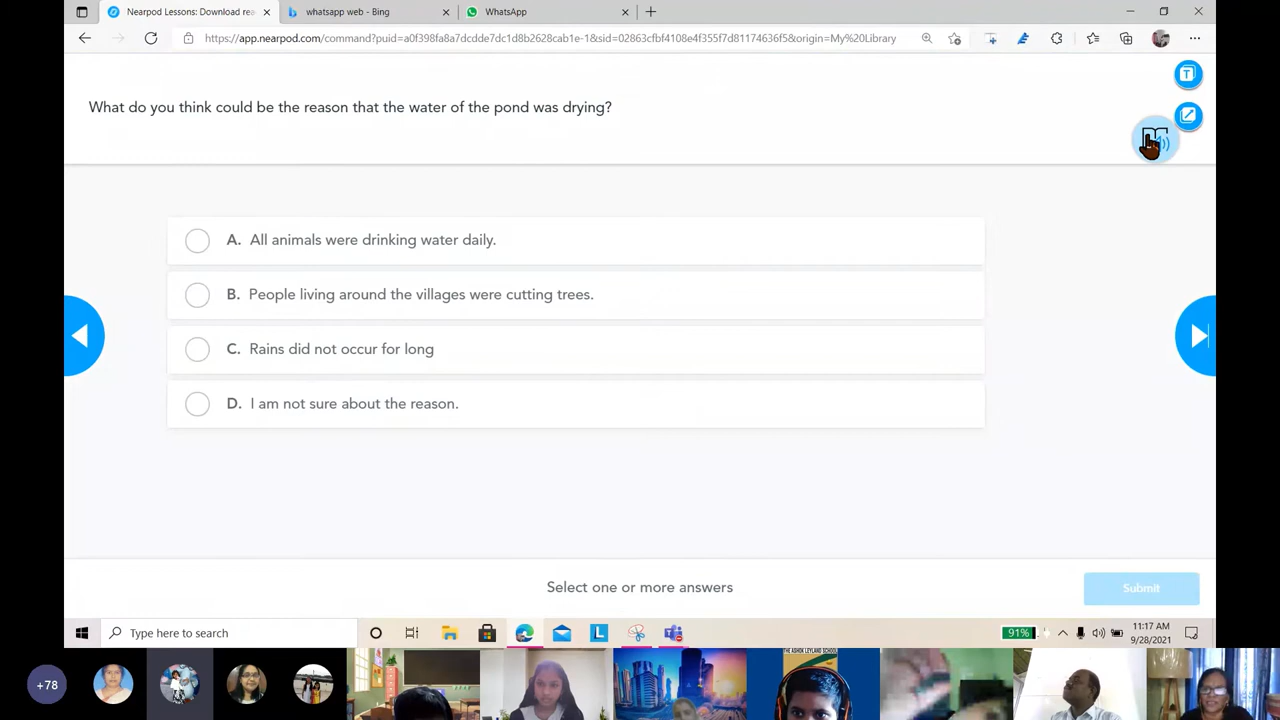 Nearpod Lessons: Download rea
whatsapp web - Bing
WhatsApp
https://app.nearpod.com/command?puid=a0f398fa8a7dcdde7dc1d8b2628cab1e-1&sid=02863cfbf4108e4f355f7d81174636f5&origin=My%20Library
T
What do you think could be the reason that the water of the pond was drying?
A. All animals were drinking water daily.
B. People living around the villages were cutting trees.
C. Rains did not occur for long
D. I am not sure about the reason.
Select one or more answers
Submit
Type here to search
L
91%
11:17 AM
9/28/2021
+78
THE ASHOK LEYLAND SCHOOL